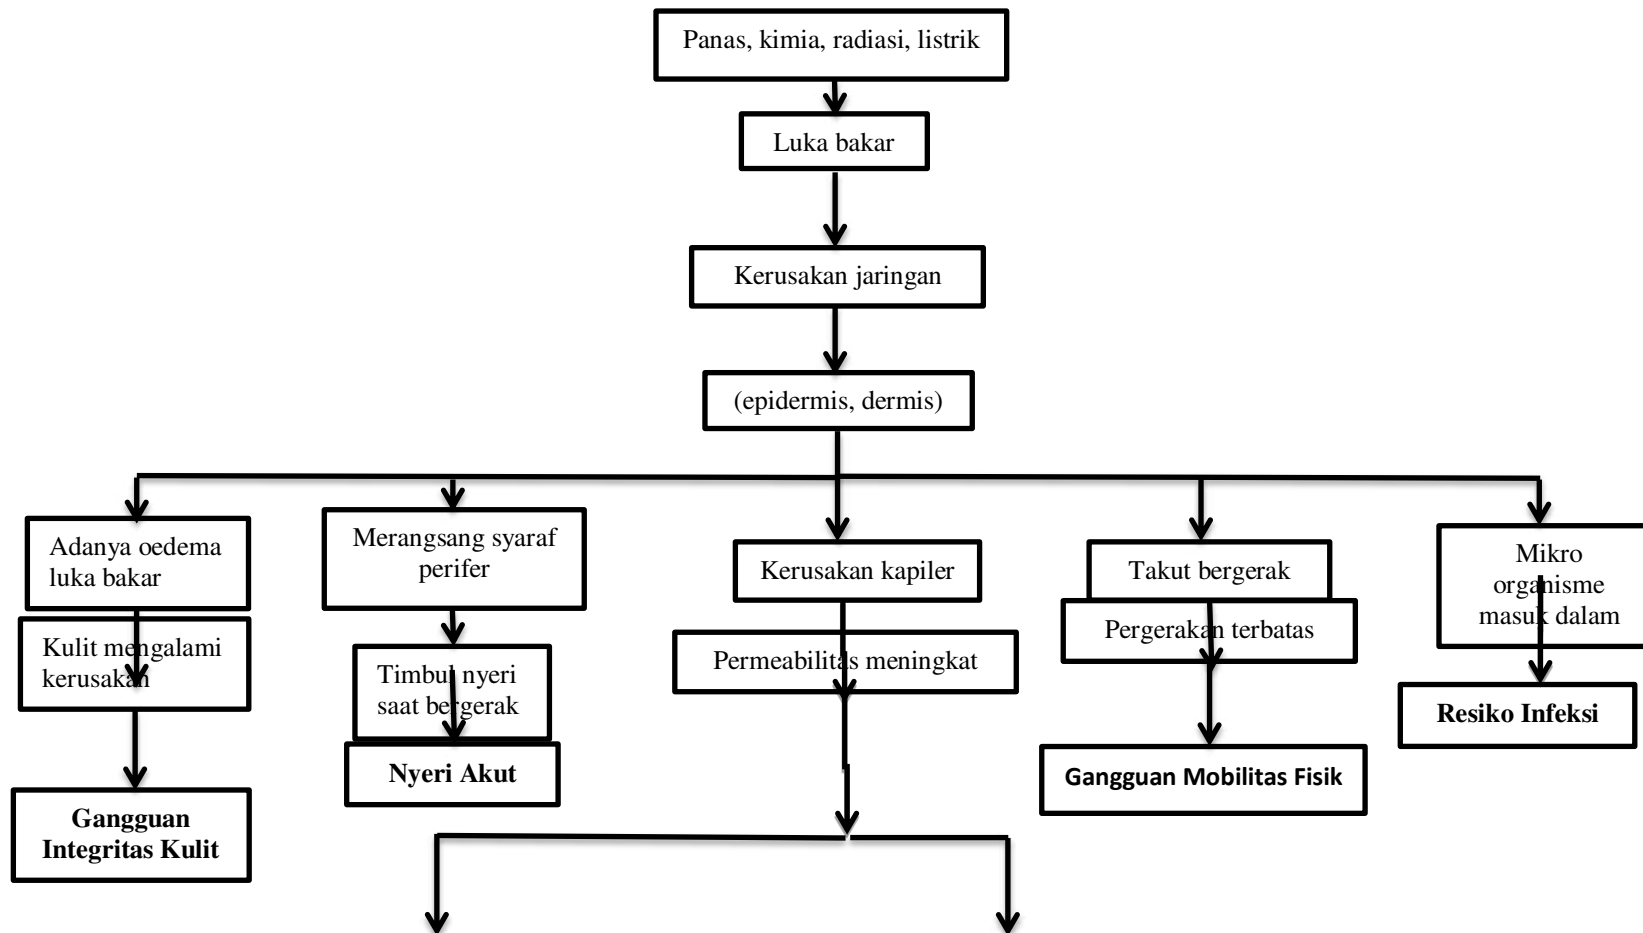 Panas, kimia, radiasi, listrik
Luka bakar
Kerusakan jaringan
(epidermis, dermis)
Adanya oedema
luka bakar
Merangsang syaraf
perifer
Kerusakan kapiler
Takut bergerak
Mikro
organisme
masuk dalam
Kulit mengalami
kerusakan
Timbul nyeri
saat bergerak
Permeabilitas meningkat
Pergerakan terbatas
Resiko Infeksi
Nyeri Akut
Gangguan Mobilitas Fisik
Gangguan
Integritas Kulit